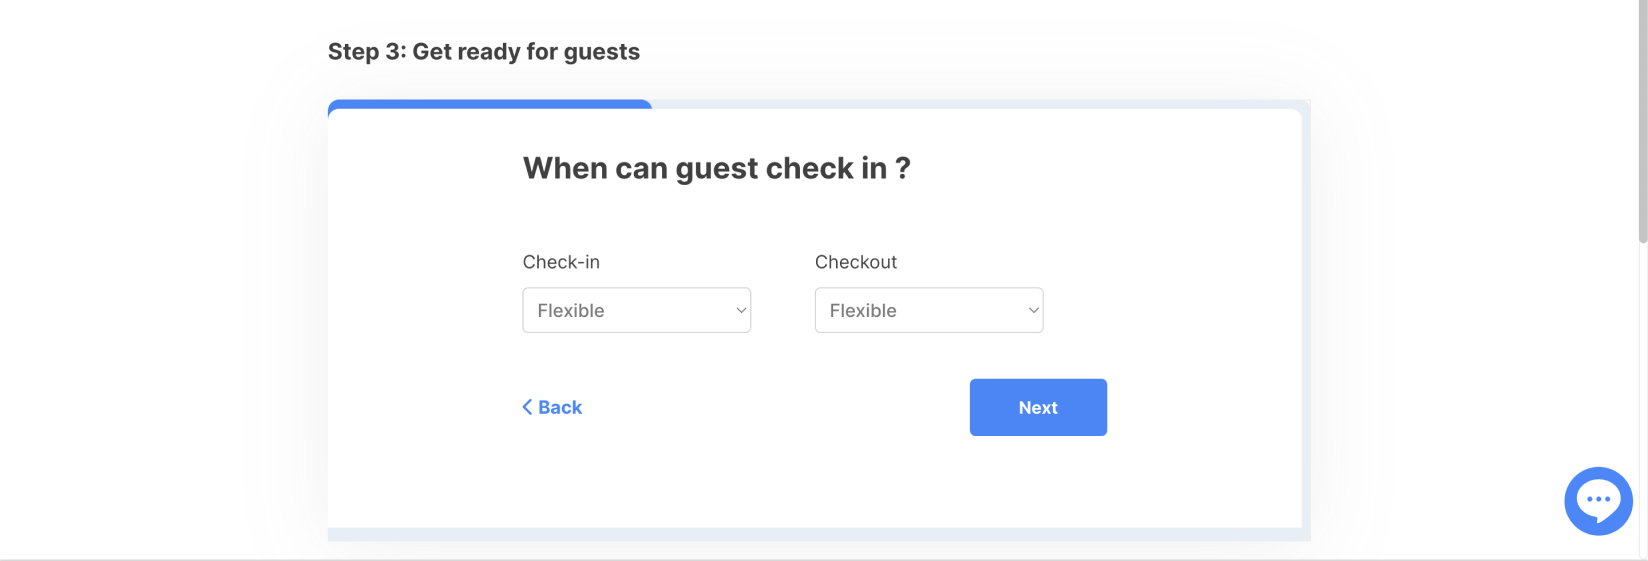 Step 3: Get ready for guests
When can guest check in ?
Check-in
Checkout
Flexible
Flexible
Back
Next